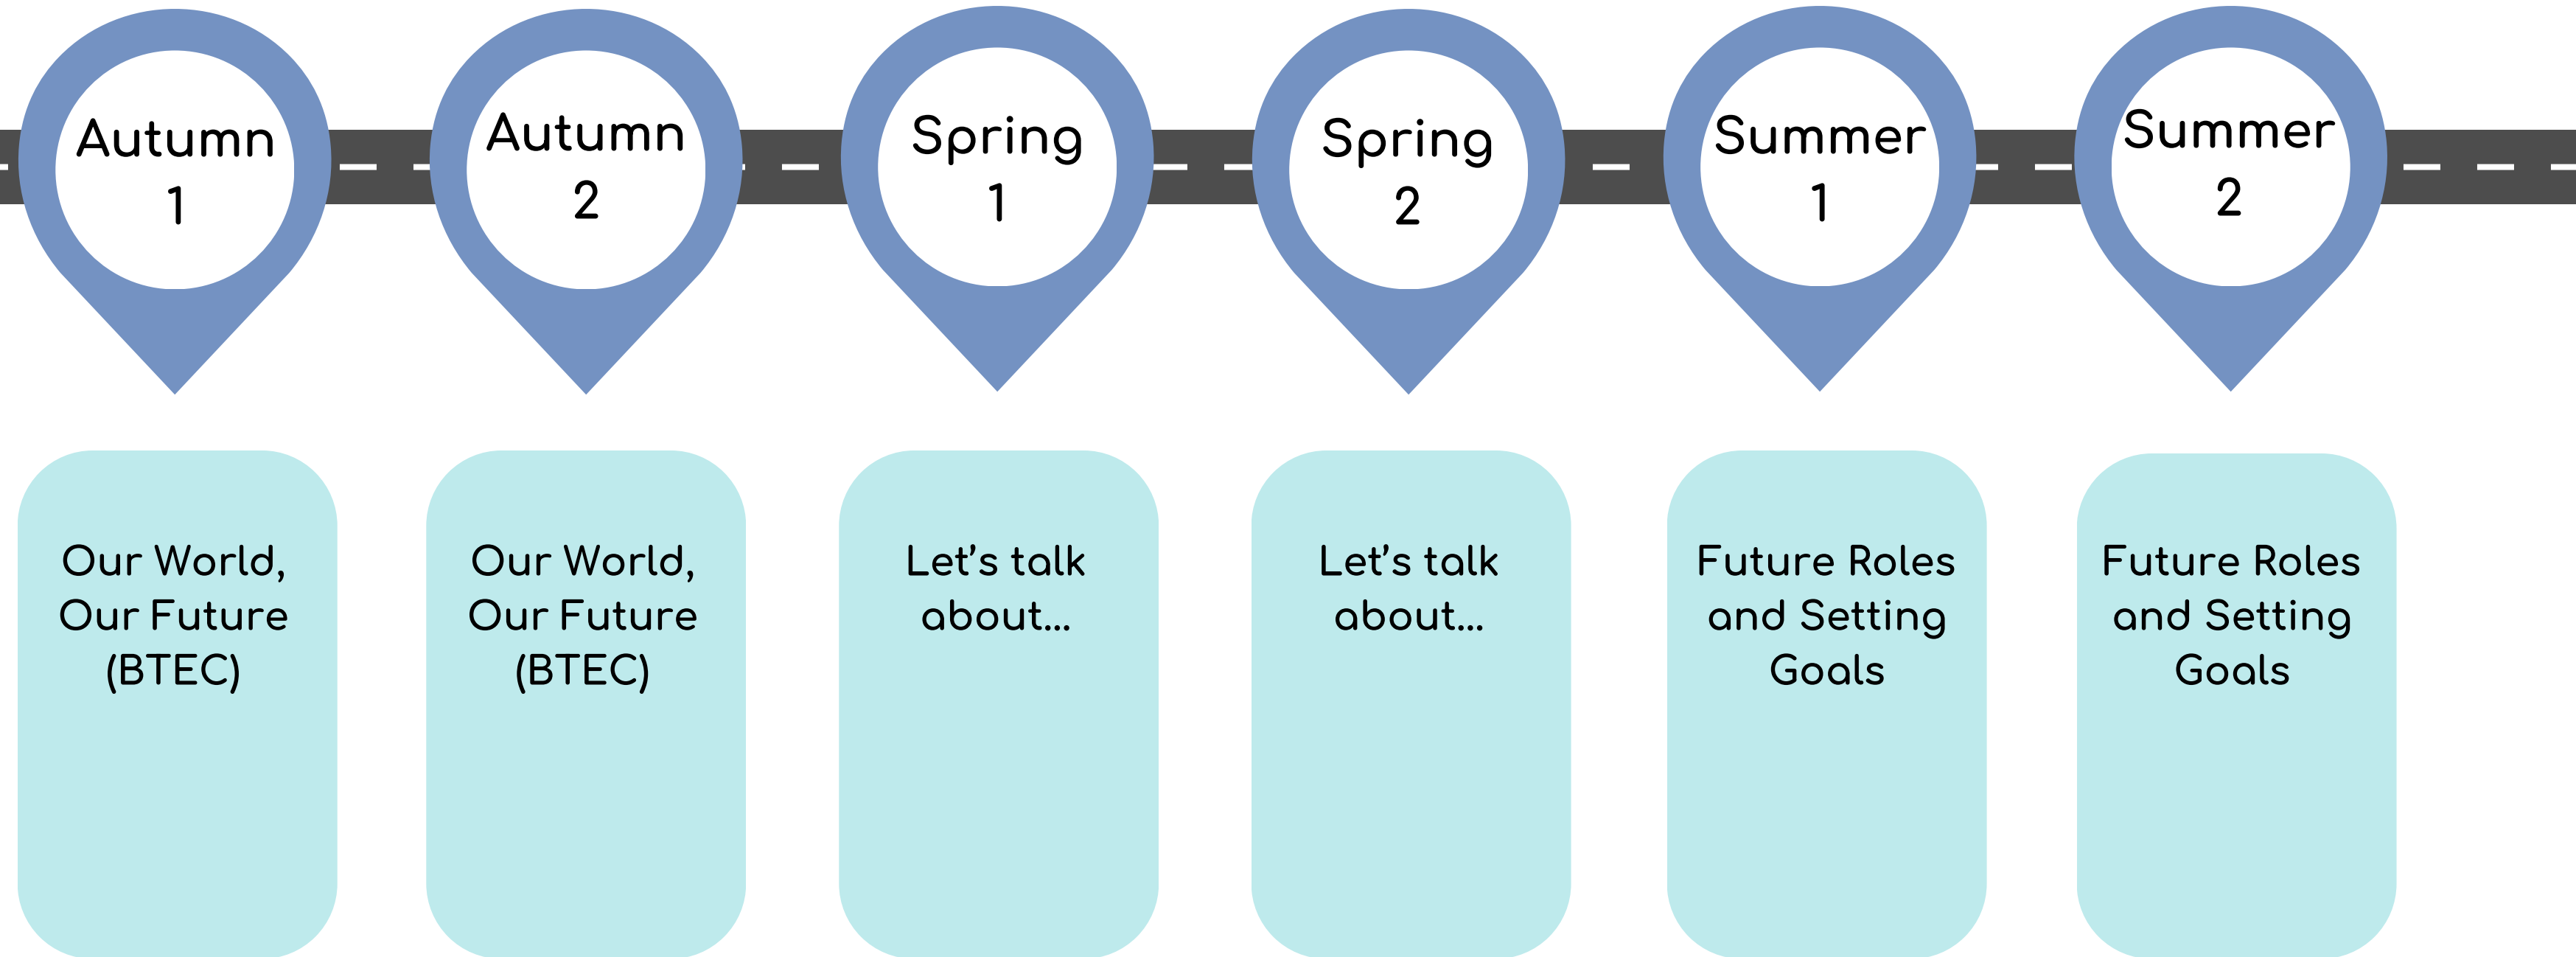 Autumn
1
Autumn
2
Spring
1
Spring
2
Summer
1
Summer
2
Our World,
Our Future
(BTEC)
Our World,
Our Future
(BTEC)
Let's talk
about...
Let's talk
about...
Future Roles
and Setting
Goals
Future Roles
and Setting
Goals